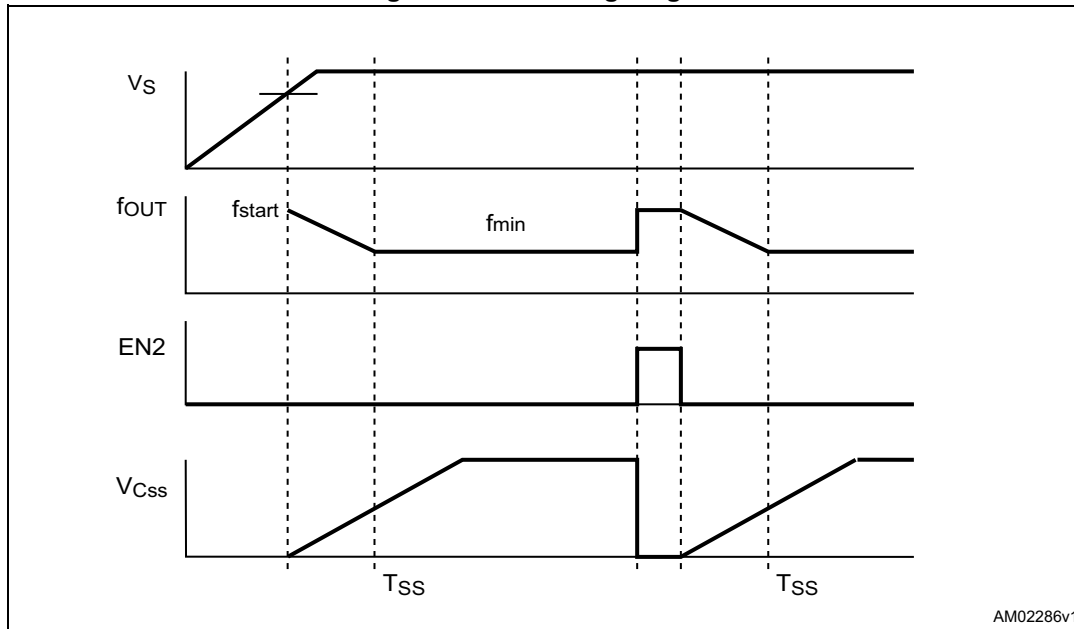 VS
fOUT
fstart
fmin
EN2
VCss
TSS
TSS
AM02286v1